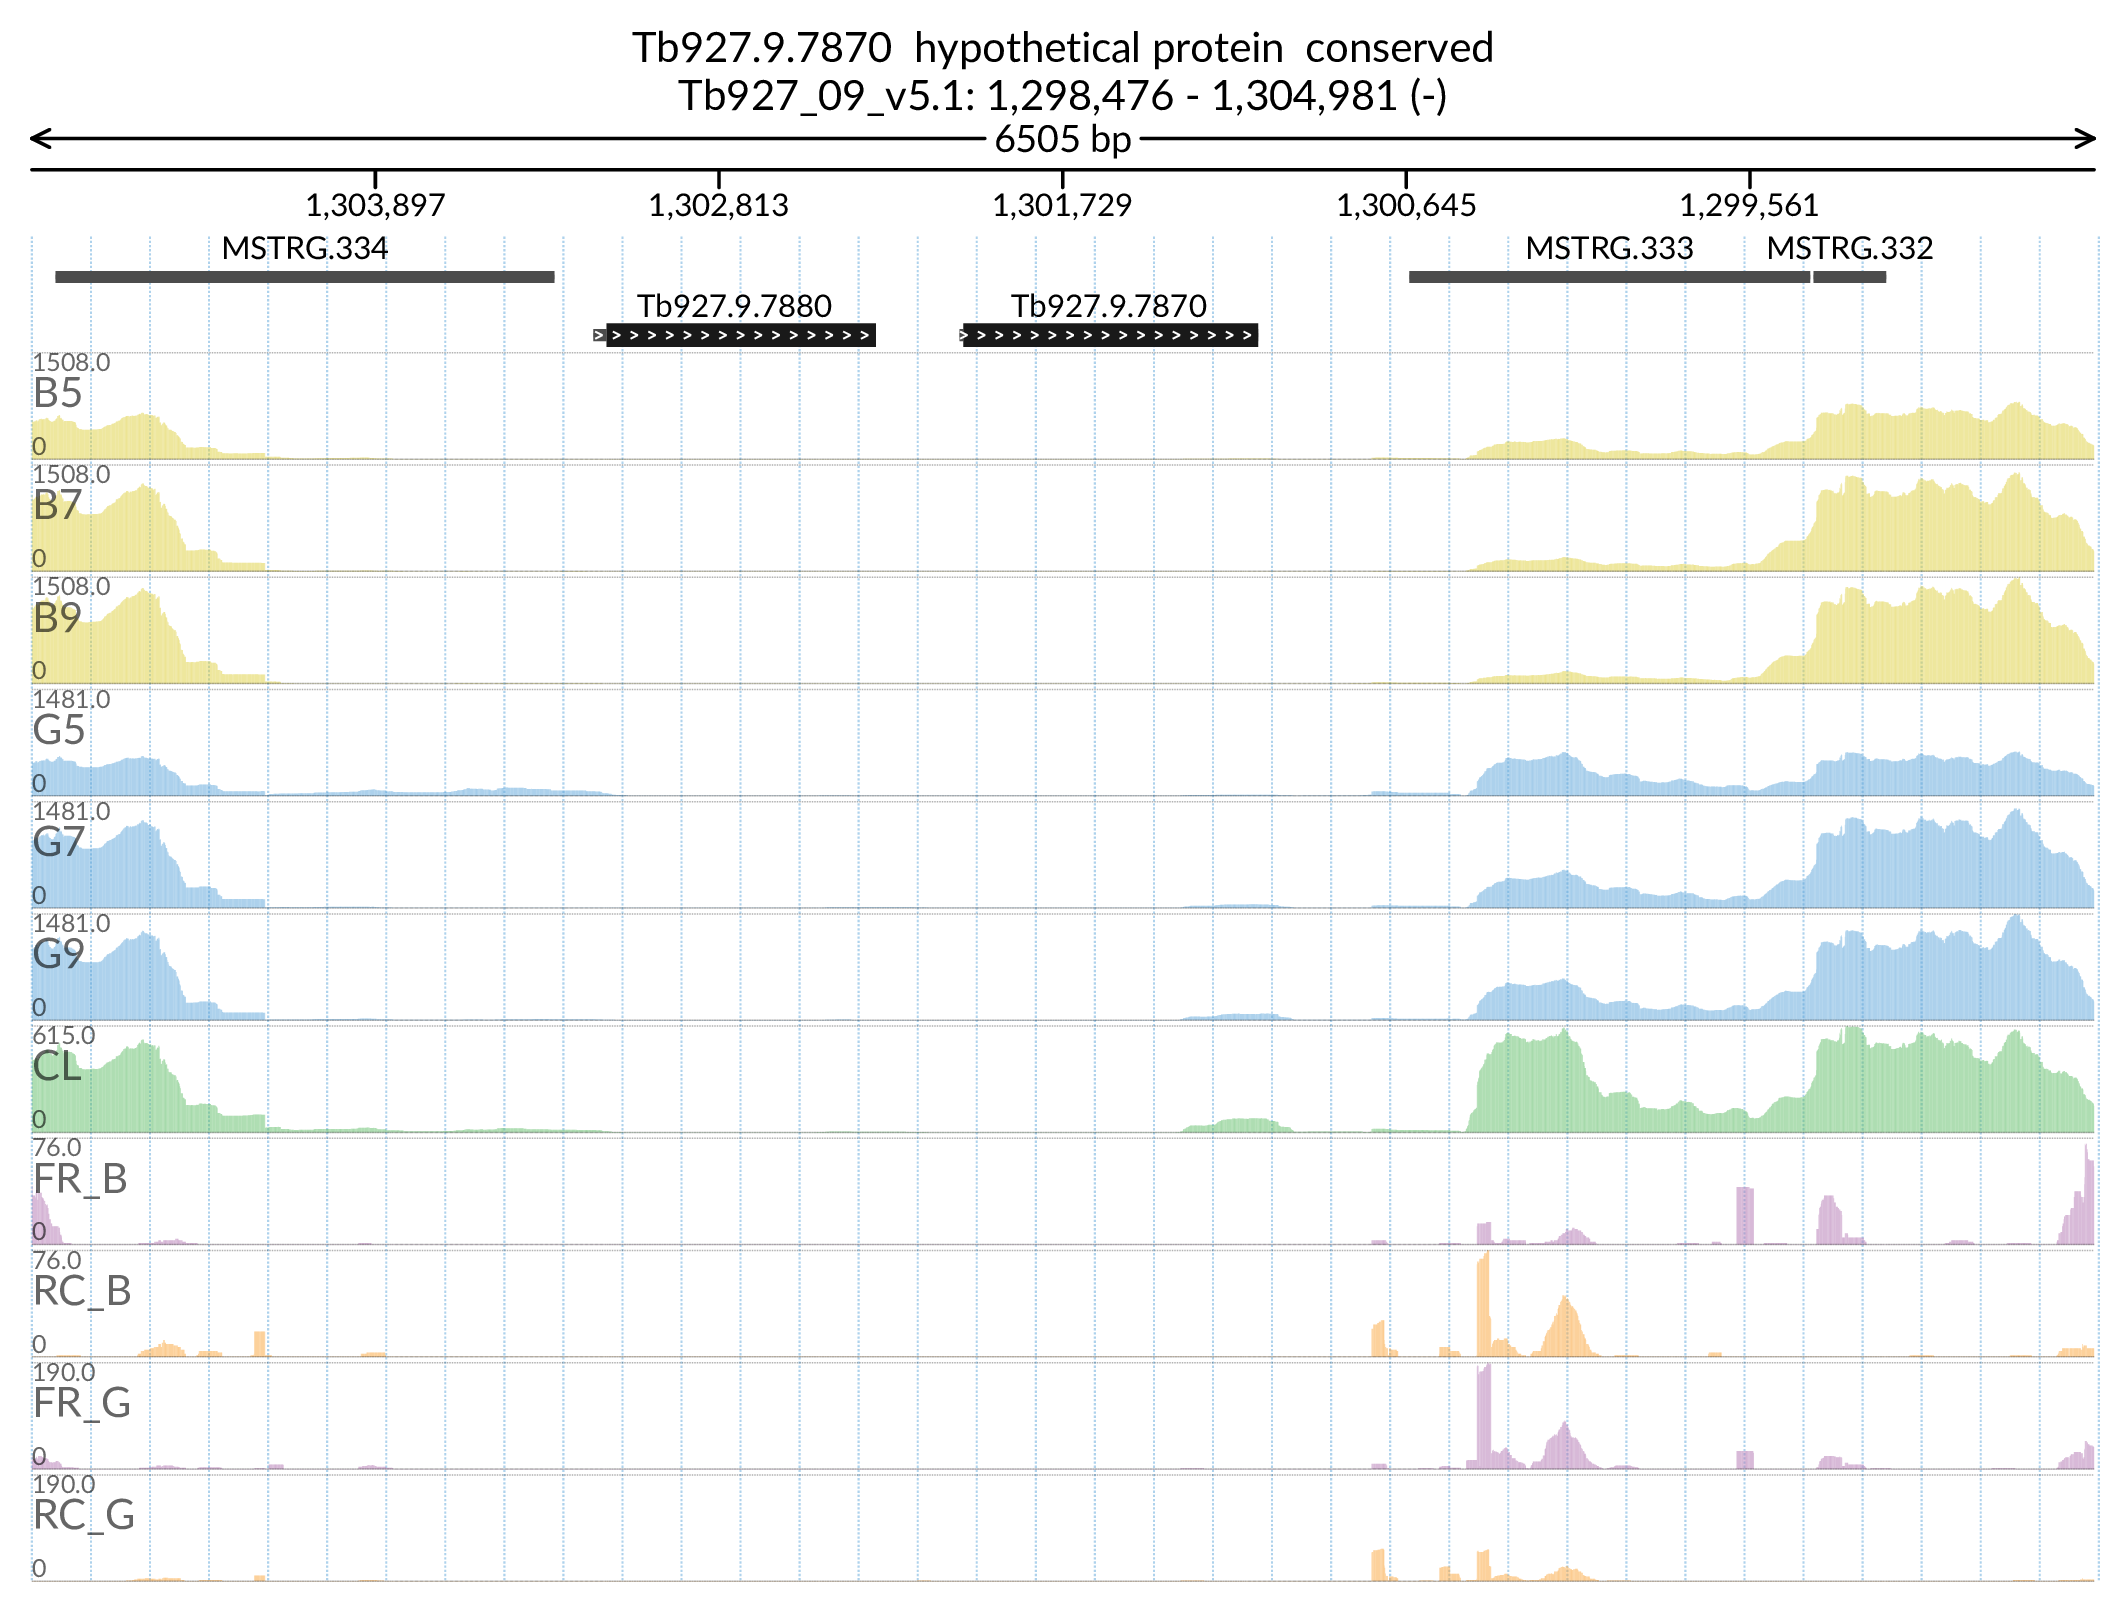 Tb927.9.7870  hypothetical protein  conserved
Tb927_09_v5.1: 1,298,476 - 1,304,981 (-)
6505 bp
1,303,897 1,302,813 1,301,729 1,300,645 1,299,561
MSTRG.334 MSTRG.333 MSTRG.332
Tb927.9.7880 Tb927.9.7870
1508.0
B5
0
1508.0
B7
0
1508.0
B9
0
1481.0
G5
0
1481.0
G7
0
1481.0
G9
0
615.0
CL
0
76.0
FR_B
0
76.0
RC_B
0
190.0
FR_G
0
190.0
RC_G
0